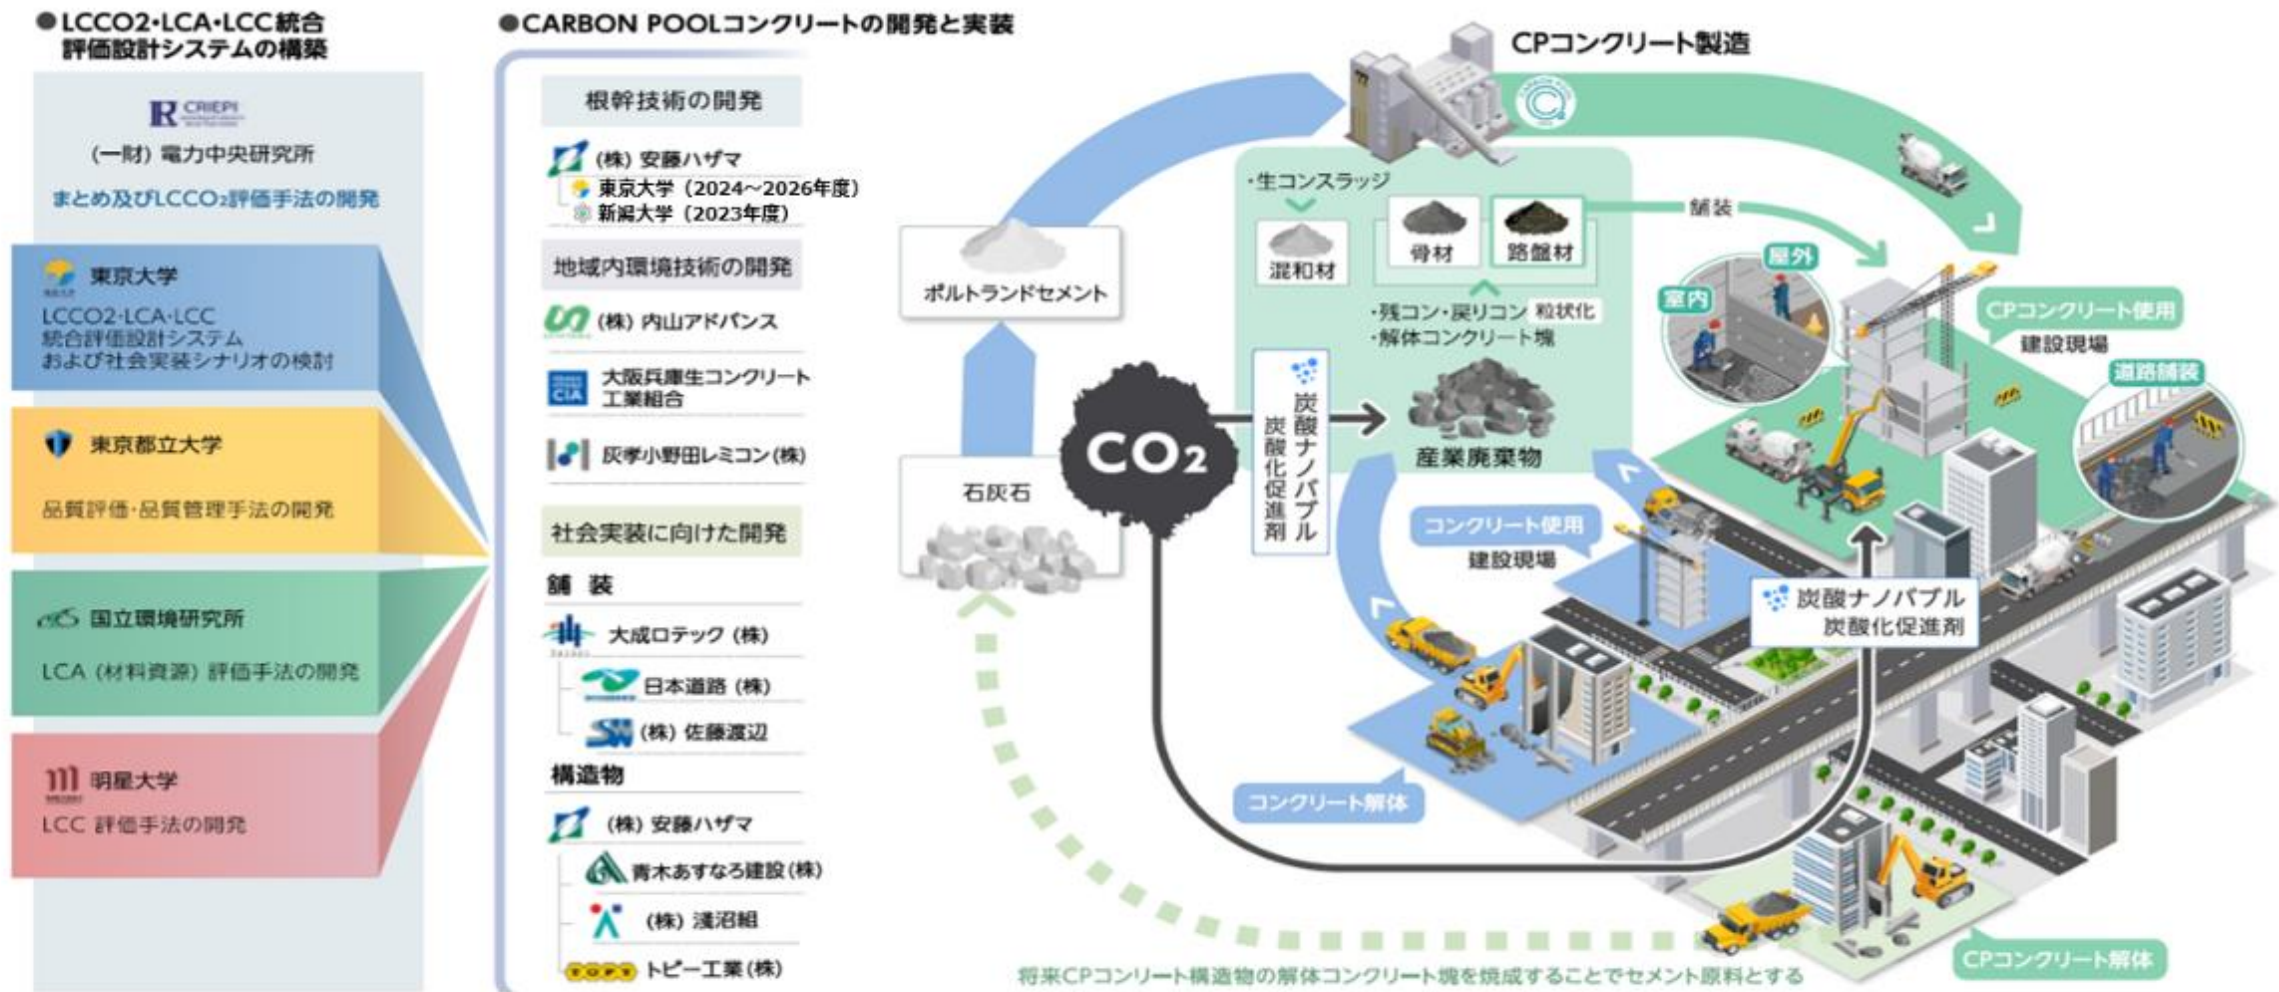 ●LCCO2・LCA・LCC統合
評価設計システムの構築
CRIEPI
(一財) 電力中央研究所
まとめ及びLCCO₂評価手法の開発
東京大学
LCCO2・LCA・LCC
統合評価設計システム
および社会実装シナリオの検討
東京都立大学
品質評価・品質管理手法の開発
国立環境研究所
LCA (材料資源) 評価手法の開発
明星大学
LCC 評価手法の開発
●CARBON POOLコンクリートの開発と実装
根幹技術の開発
(株) 安藤ハザマ
東京大学（2024～2026年度）
新潟大学（2023年度）
地域内環境技術の開発
(株) 内山アドバンス
CIA
大阪兵庫生コンクリート
工業組合
灰孝小野田レミコン(株)
社会実装に向けた開発
舗 装
大成ロテック (株)
日本道路 (株)
(株) 佐藤渡辺
構造物
(株) 安藤ハザマ
青木あすなろ建設(株)
(株) 淺沼組
TOPY
トピー工業(株)
CPコンクリート製造
・生コンスラッジ
混和材
骨材
路盤材
舗装
・残コン・戻りコン 粒状化
・解体コンクリート塊
産業廃棄物
ポルトランドセメント
石灰石
CO₂
炭酸ナノバブル
炭酸化促進剤
屋外
室内
CPコンクリート使用
建設現場
道路舗装
コンクリート使用
建設現場
炭酸ナノバブル
炭酸化促進剤
コンクリート解体
CPコンクリート解体
将来CPコンリート構造物の解体コンクリート塊を焼成することでセメント原料とする